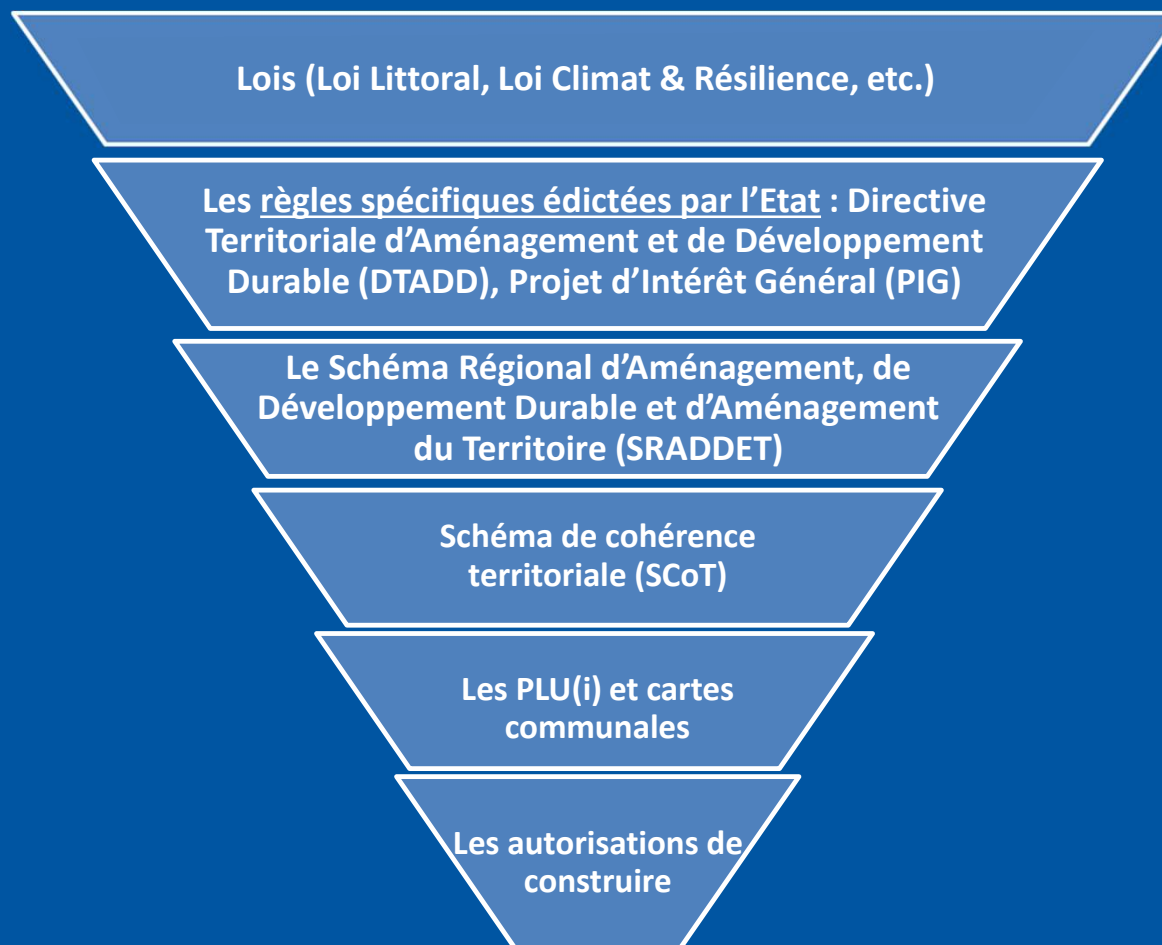 Lois (Loi Littoral, Loi Climat & Résilience, etc.)
Les règles spécifiques édictées par l’Etat : Directive
Territoriale d’Aménagement et de Développement
Durable (DTADD), Projet d’Intérêt Général (PIG)
Le Schéma Régional d’Aménagement, de
Développement Durable et d’Aménagement
du Territoire (SRADDET)
Schéma de cohérence
territoriale (SCoT)
Les PLU(i) et cartes
communales
Les autorisations de
construire